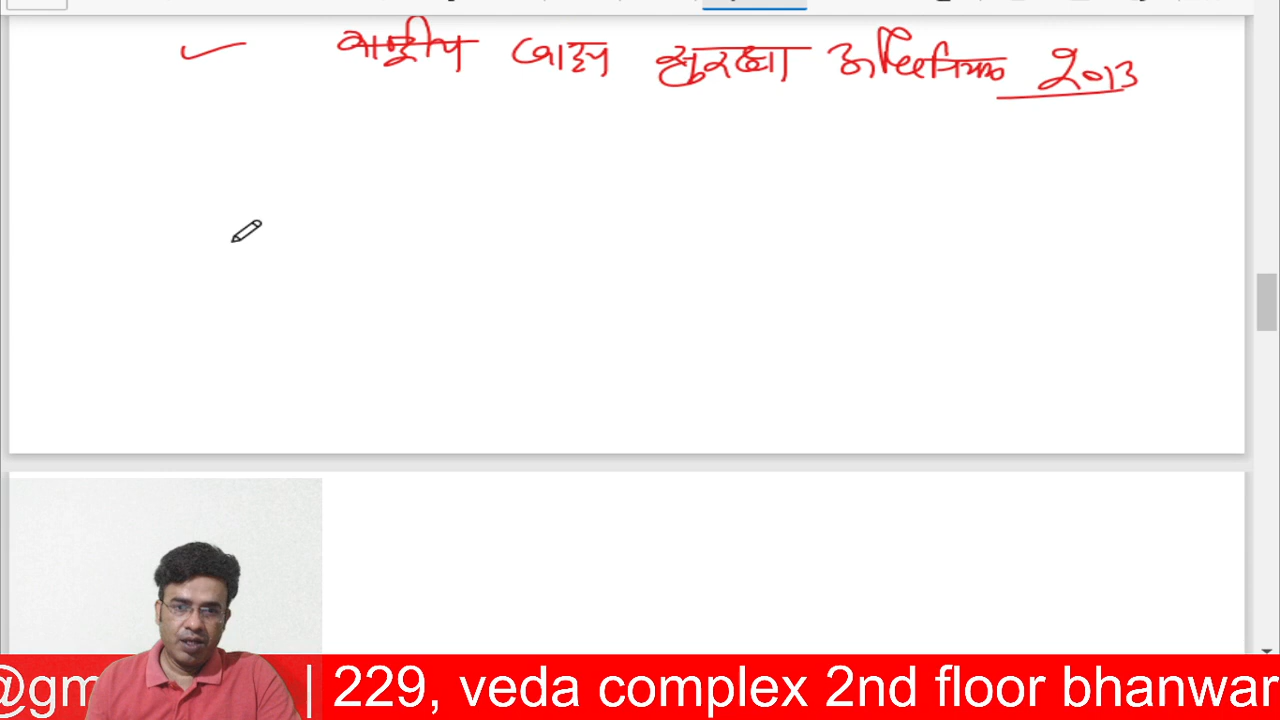 राष्ट्रीय खाद्य सुरक्षा अधिनियम 2013
@gm | 229, veda complex 2nd floor bhanwar